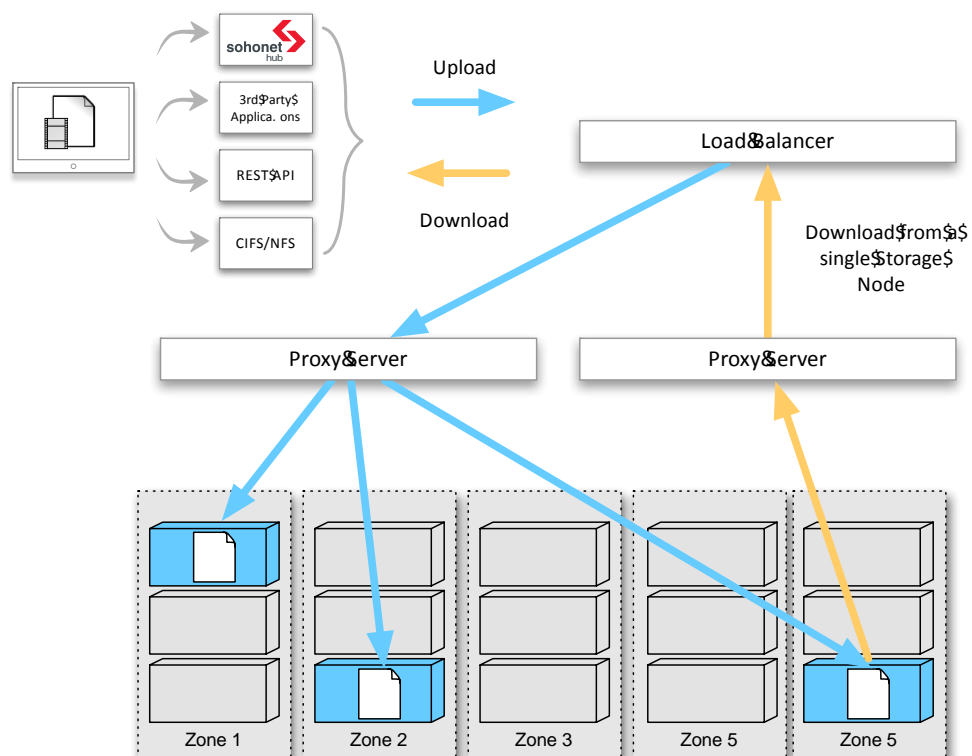 sohonet
hub
Upload
3rd$Party$
Applica. ons
Load&Balancer
REST$API
Download
CIFS/NFS
Download$from$a$
single$Storage$
Node
Proxy&Server
Proxy&Server
Zone 1
Zone 2
Zone 3
Zone 5
Zone 5